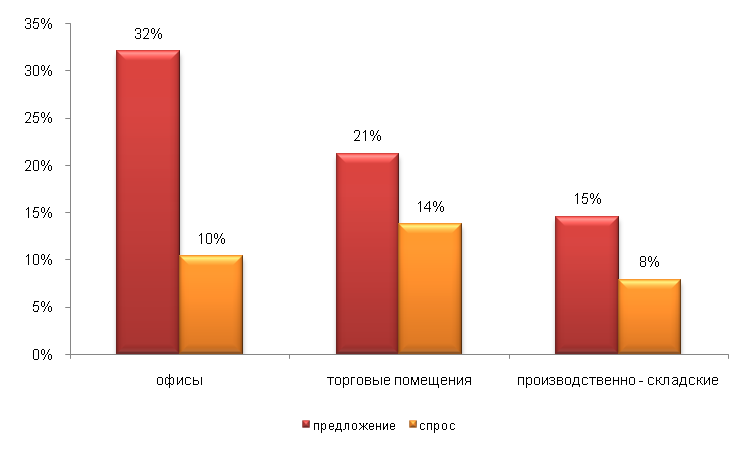 35%
30%
25%
20%
15%
10%
5%
0%
32%
10%
21%
14%
15%
8%
офисы
торговые помещения
производственно - складские
предложение
спрос